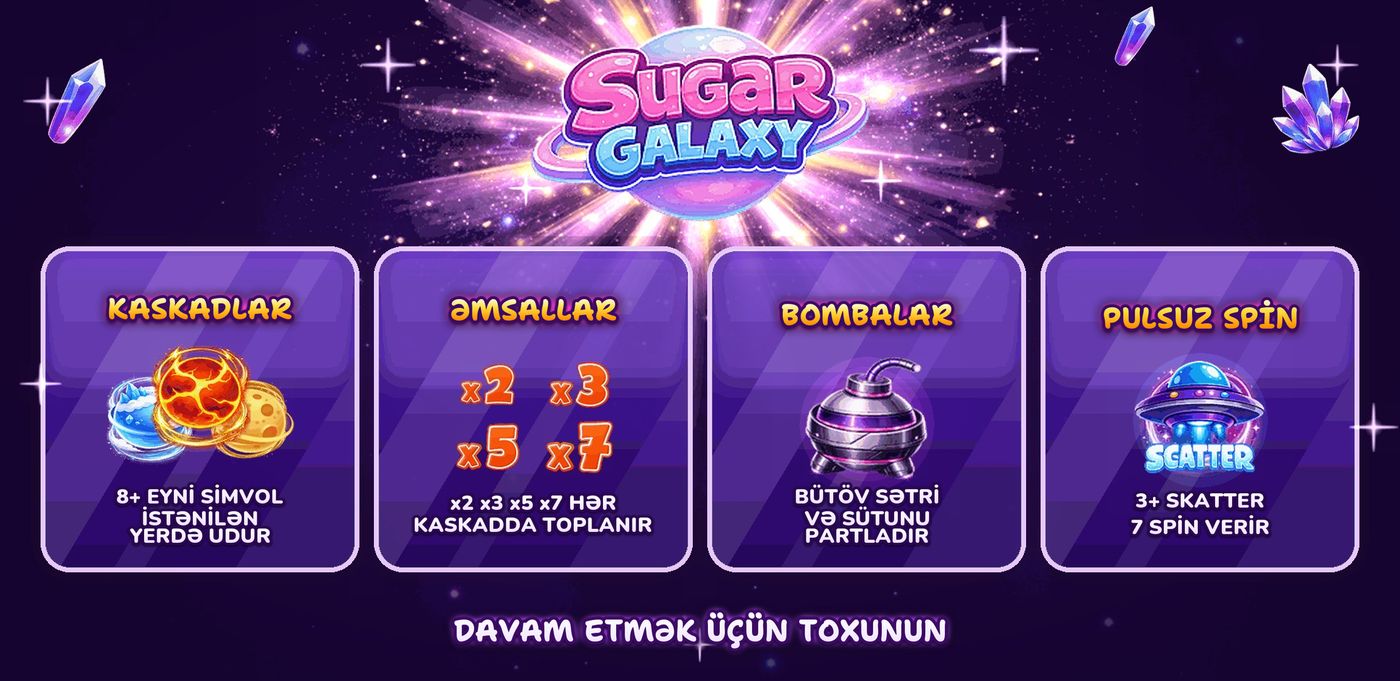 SUGAR
GALAXY
KASKADLAR
8+ EYNİ SİMVOL
İSTƏNİLƏN
YERDƏ UDUR
ƏMSALLAR
x2 x3
x5 x7
x2 x3 x5 x7 HƏR
KASKADDA TOPLANIR
BOMBALAR
BÜTÖV SƏTRİ
VƏ SÜTUNU
PARTLADIR
PULSUZ SPİN
SCATTER
3+ SKATTER
7 SPİN VERİR
DAVAM ETMƏK ÜÇÜN TOXUNUN